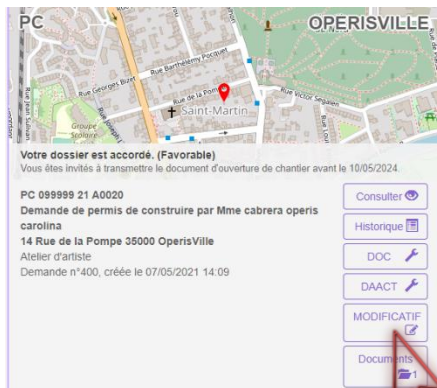 PC
OPERISVILLE
Rue Barthélémy Pocquet
Rue Georges Bizet
Rue de la Pom
Rue Victor Segalen
Saint-Martin
Groupe
Scolaire
Votre dossier est accordé. (Favorable)
Vous êtes invités à transmettre le document d'ouverture de chantier avant le 10/05/2024.
PC 099999 21 A0020
Demande de permis de construire par Mme cabrera operis
carolina
14 Rue de la Pompe 35000 OperisVille
Atelier d'artiste
Demande n°400, créée le 07/05/2021 14:09
Consulter
Historique
DOC
DAACT
MODIFICATIF
Documents
1